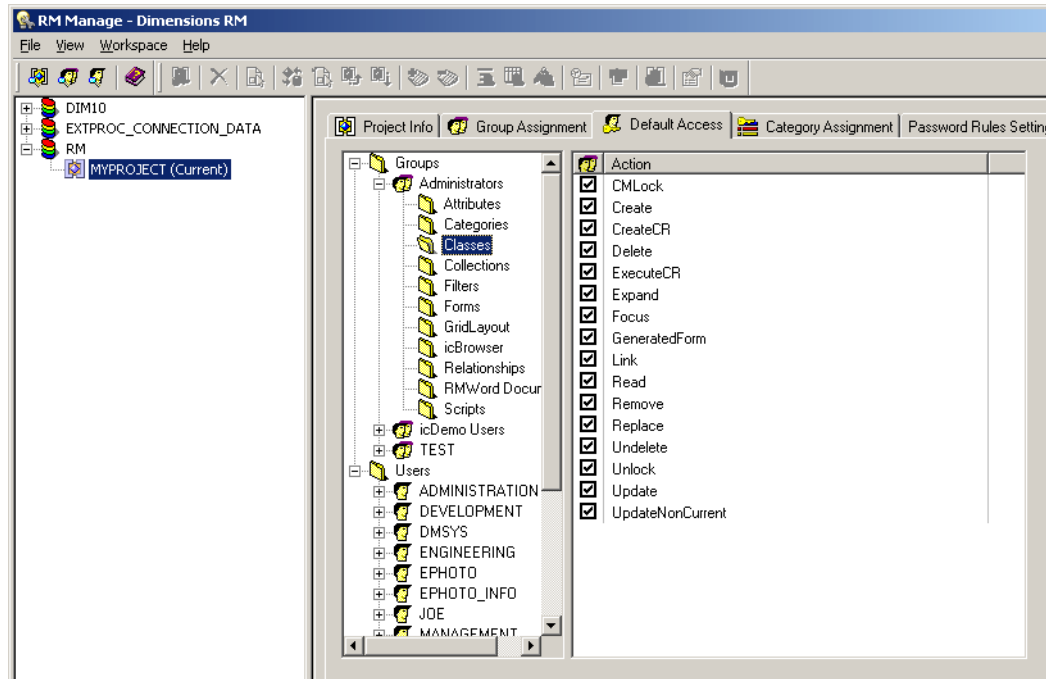 RM Manage - Dimensions RM
File View Workspace Help
DIM10
EXTPROC_CONNECTION_DATA
RM
MYPROJECT (Current)
Project Info Group Assignment Default Access Category Assignment Password Rules Setting
Groups
Administrators
Attributes
Categories
Classes
Collections
Filters
Forms
GridLayout
icBrowser
Relationships
RMWord Docur
Scripts
icDemo Users
TEST
Users
ADMINISTRATION
DEVELOPMENT
DMSYS
ENGINEERING
EPHOTO
EPHOTO_INFO
JOE
MANAGEMENT
Action
CMLock
Create
CreateCR
Delete
ExecuteCR
Expand
Focus
GeneratedForm
Link
Read
Remove
Replace
Undelete
Unlock
Update
UpdateNonCurrent